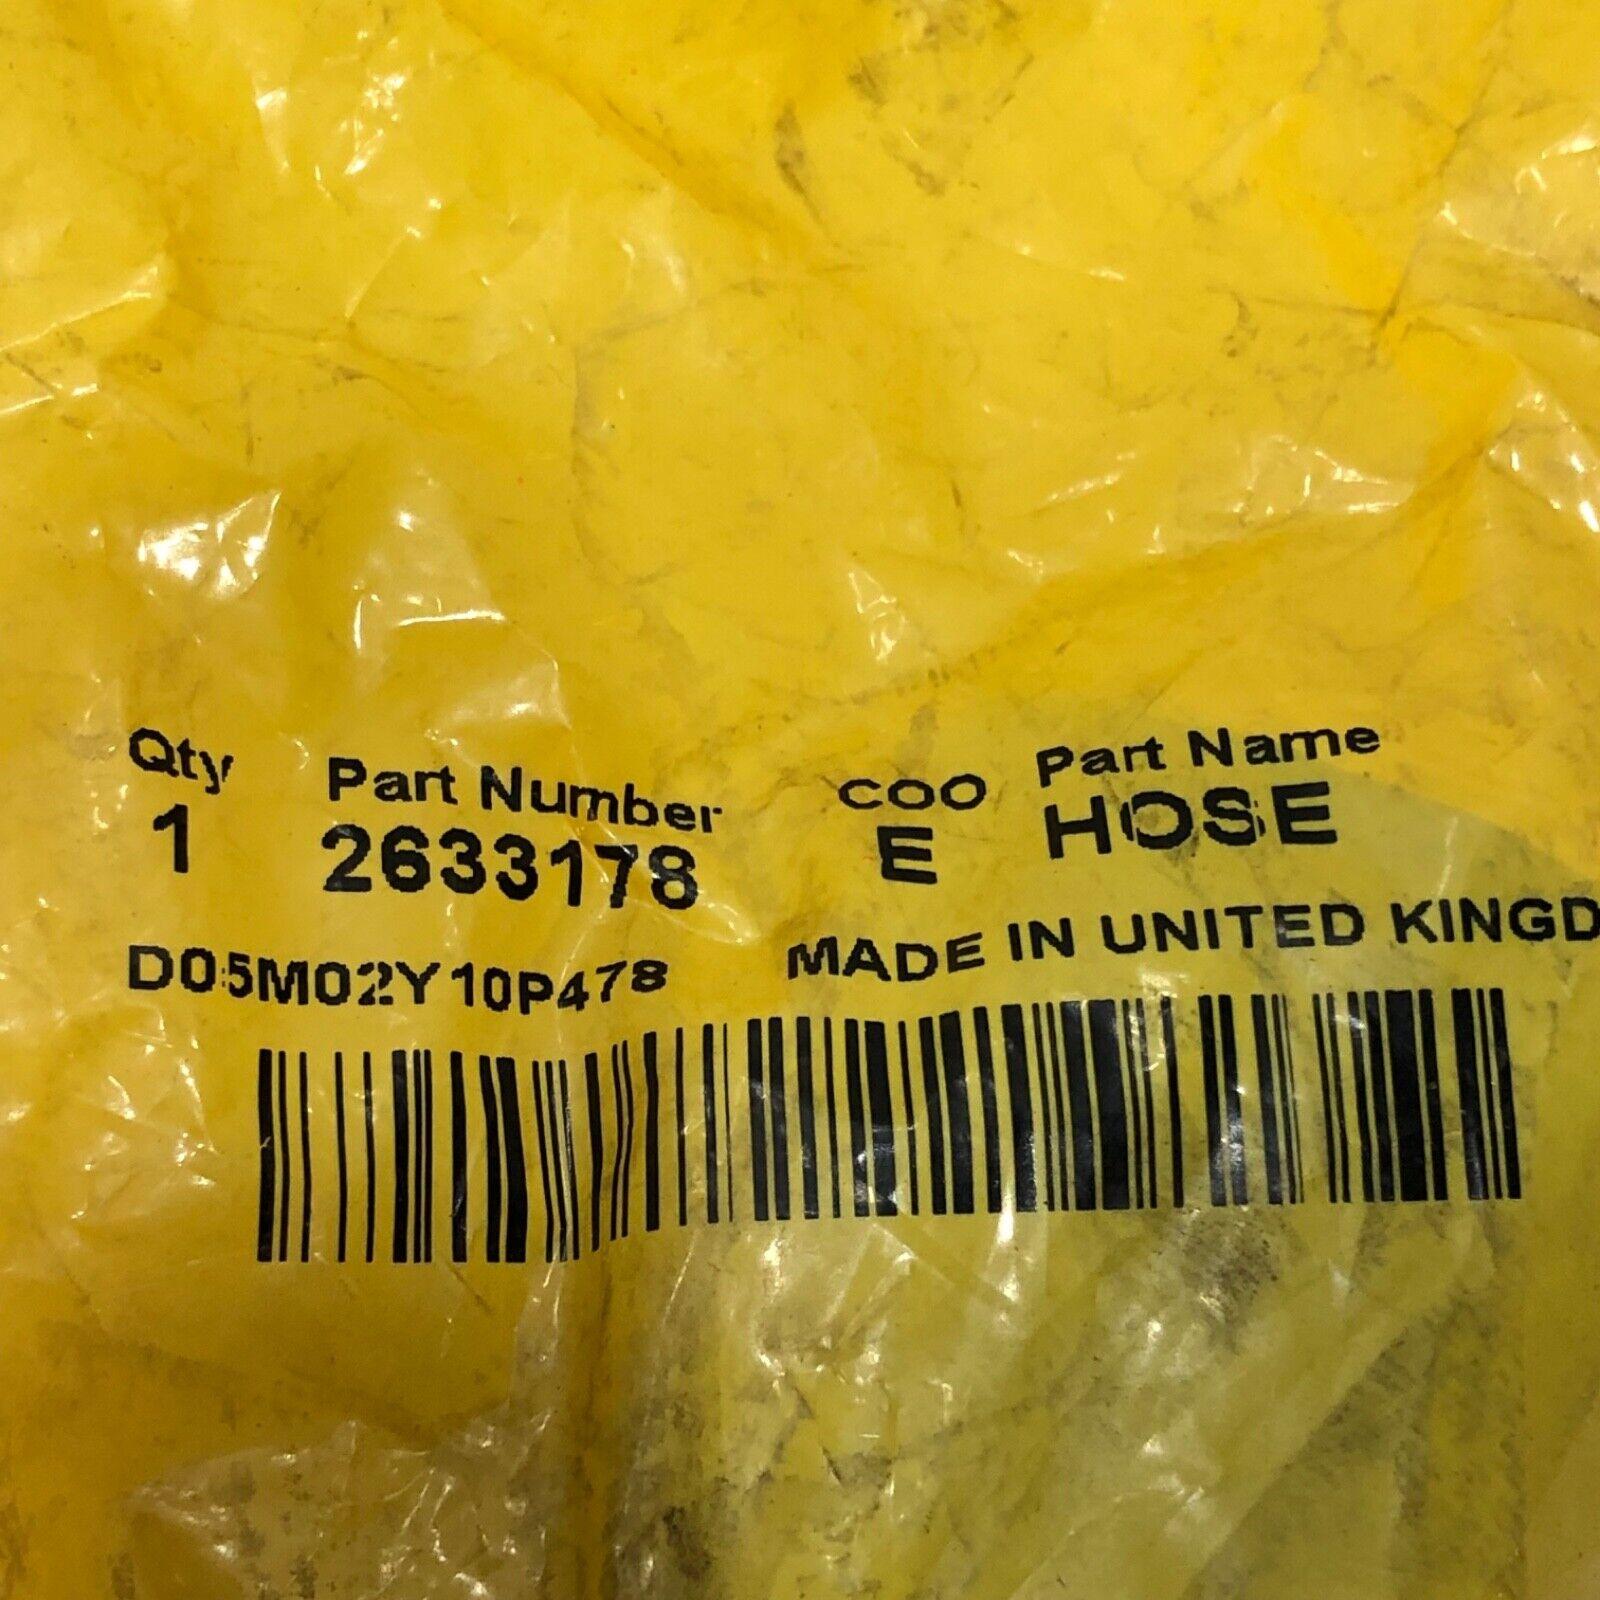 Qty Part Number COO Part Name
1 2633178 E HOSE
D05M02Y10P478 MADE IN UNITED KINGD